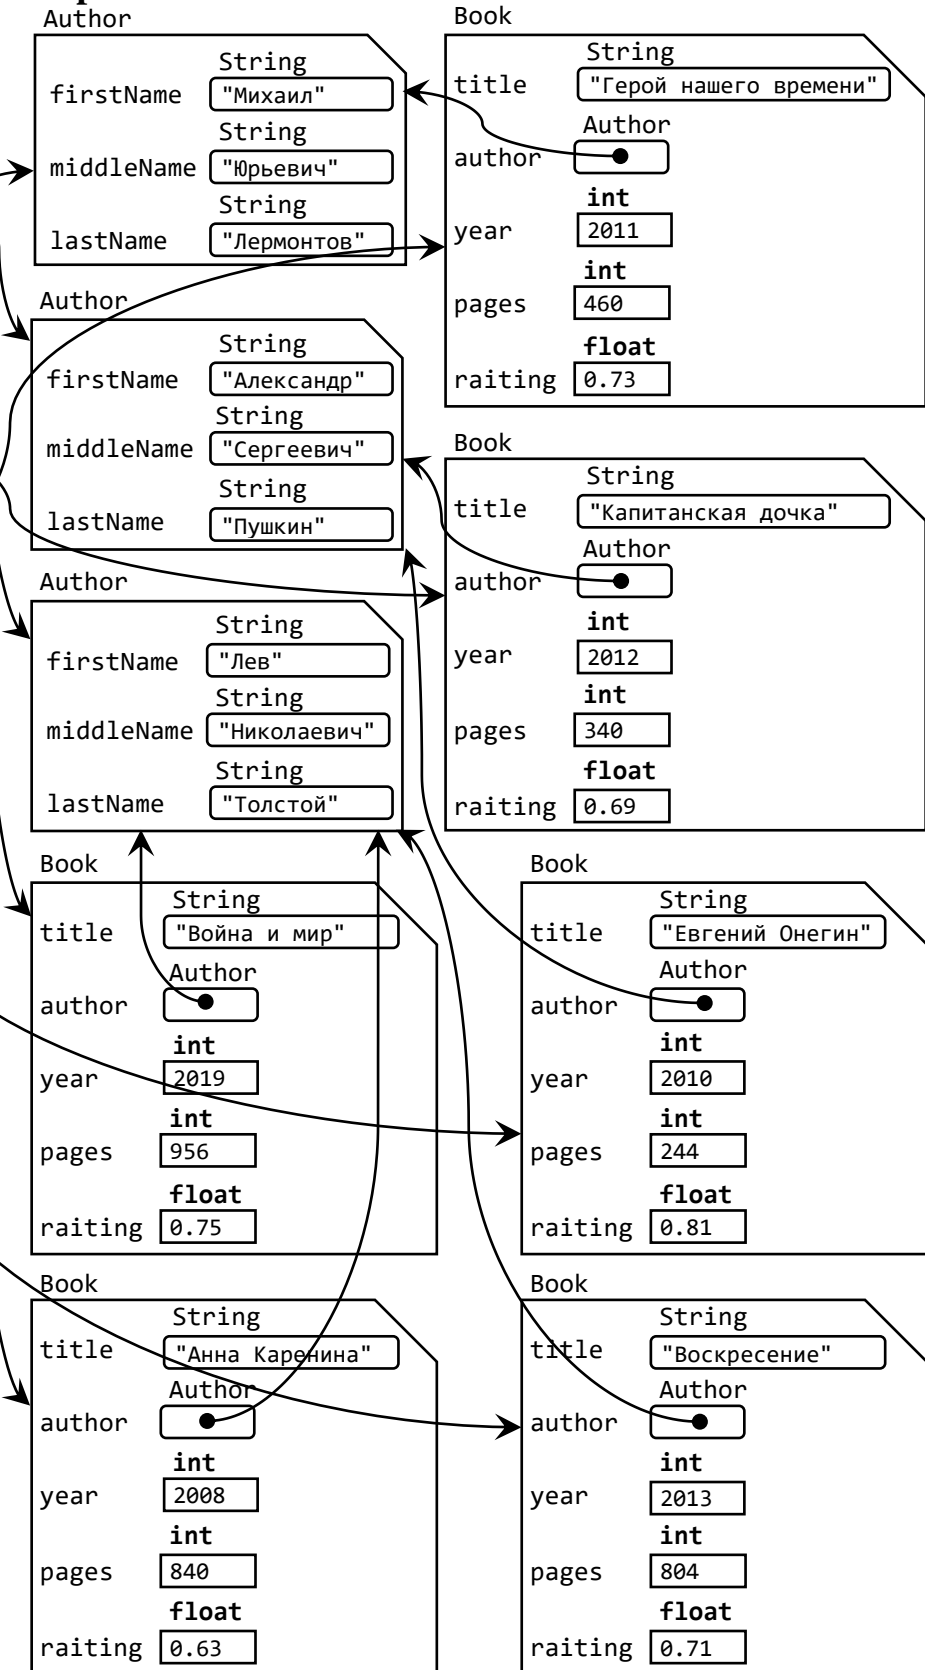 Author
String
firstName "Михаил"
String
middleName "Юрьевич"
String
lastName "Лермонтов"
Book
String
title "Герой нашего времени"
Author
author
int
year 2011
int
pages 460
float
raiting 0.73
Author
String
firstName "Александр"
String
middleName "Сергеевич"
String
lastName "Пушкин"
Book
String
title "Капитанская дочка"
Author
author
int
year 2012
int
pages 340
float
raiting 0.69
Author
String
firstName "Лев"
String
middleName "Николаевич"
String
lastName "Толстой"
Book
String
title "Война и мир"
Author
author
int
year 2019
int
pages 956
float
raiting 0.75
Book
String
title "Евгений Онегин"
Author
author
int
year 2010
int
pages 244
float
raiting 0.81
Book
String
title "Анна Каренина"
Author
author
int
year 2008
int
pages 840
float
raiting 0.63
Book
String
title "Воскресение"
Author
author
int
year 2013
int
pages 804
float
raiting 0.71